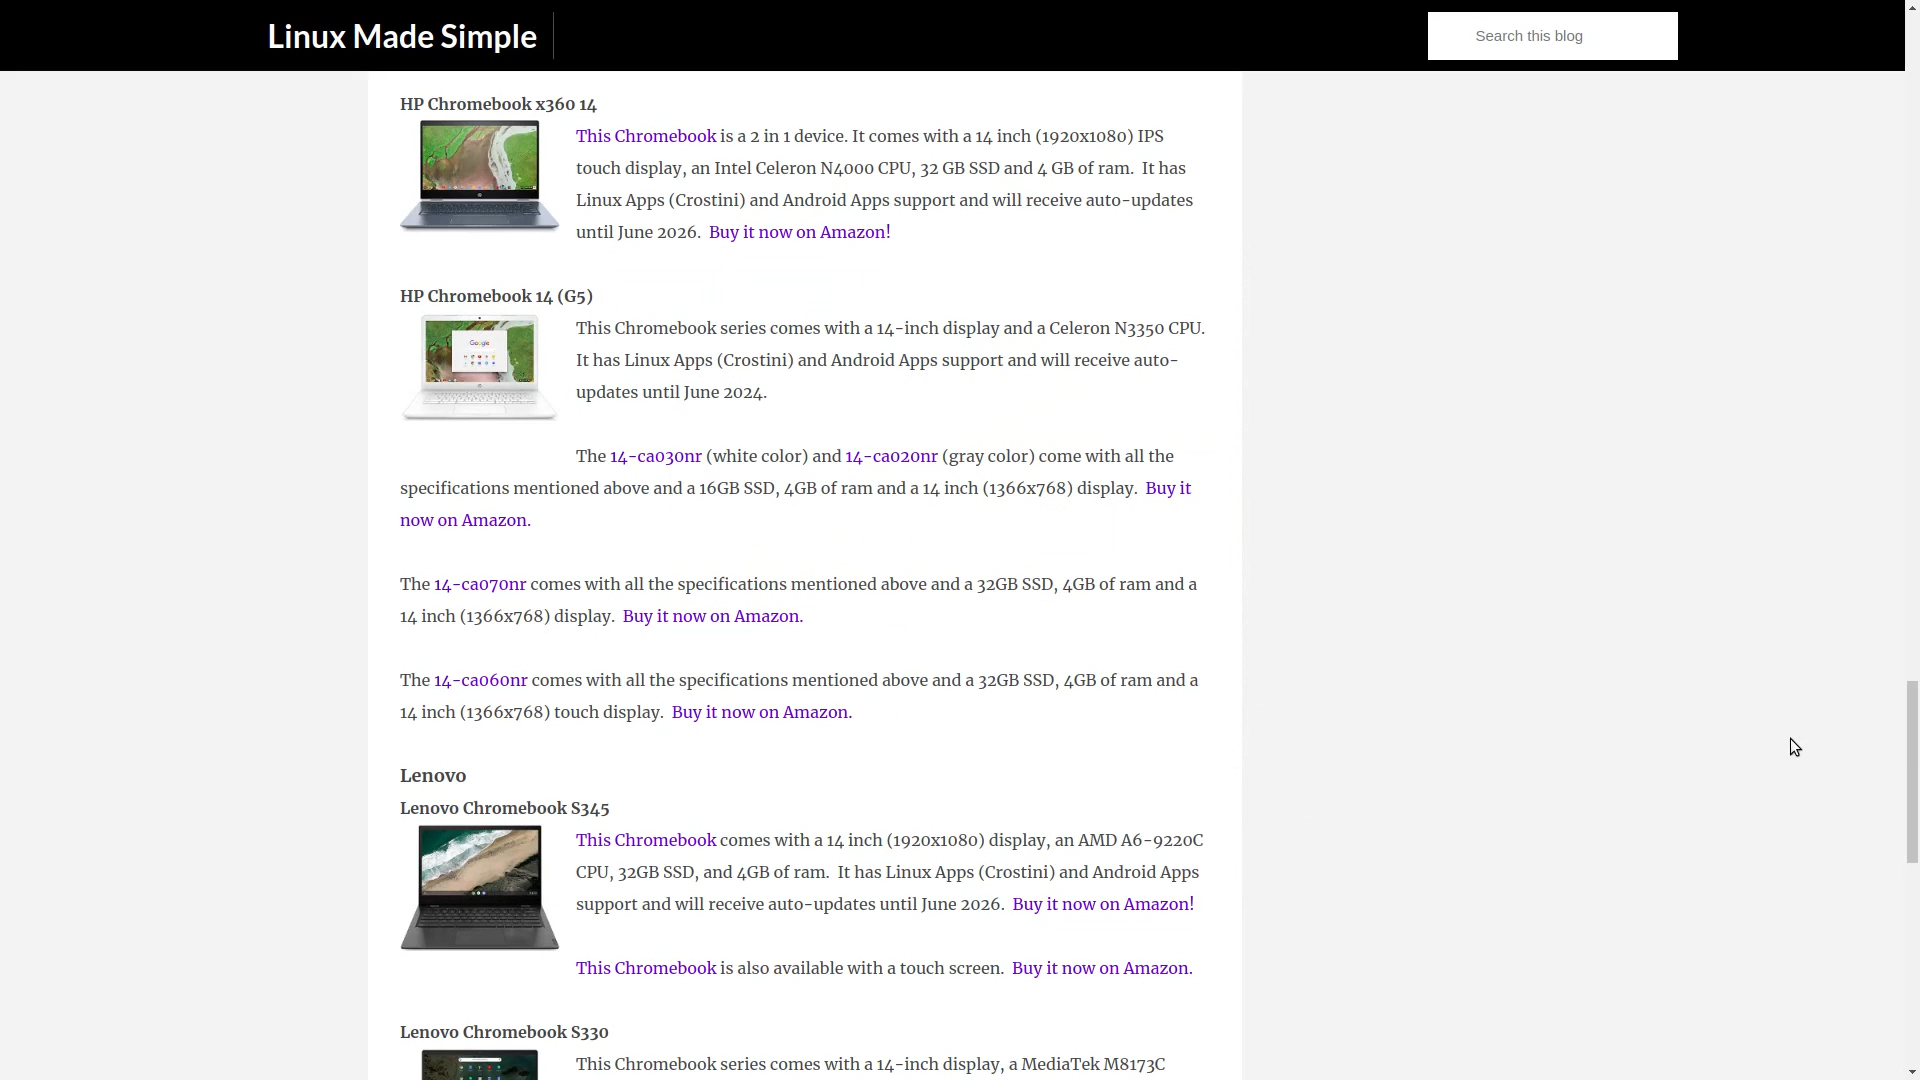 Linux Made Simple
Search this blog
HP Chromebook x360 14
This Chromebook is a 2 in 1 device. It comes with a 14 inch (1920x1080) IPS
touch display, an Intel Celeron N4000 CPU, 32 GB SSD and 4 GB of ram.  It has
Linux Apps (Crostini) and Android Apps support and will receive auto-updates
until June 2026.  Buy it now on Amazon!
HP Chromebook 14 (G5)
Google
This Chromebook series comes with a 14-inch display and a Celeron N3350 CPU.
It has Linux Apps (Crostini) and Android Apps support and will receive auto-
updates until June 2024.
The 14-ca030nr (white color) and 14-ca020nr (gray color) come with all the
specifications mentioned above and a 16GB SSD, 4GB of ram and a 14 inch (1366x768) display.  Buy it
now on Amazon.
The 14-ca070nr comes with all the specifications mentioned above and a 32GB SSD, 4GB of ram and a
14 inch (1366x768) display.  Buy it now on Amazon.
The 14-ca060nr comes with all the specifications mentioned above and a 32GB SSD, 4GB of ram and a
14 inch (1366x768) touch display.  Buy it now on Amazon.
Lenovo
Lenovo Chromebook S345
This Chromebook comes with a 14 inch (1920x1080) display, an AMD A6-9220C
CPU, 32GB SSD, and 4GB of ram.  It has Linux Apps (Crostini) and Android Apps
support and will receive auto-updates until June 2026.  Buy it now on Amazon!
This Chromebook is also available with a touch screen.  Buy it now on Amazon.
Lenovo Chromebook S330
This Chromebook series comes with a 14-inch display, a MediaTek M8173C